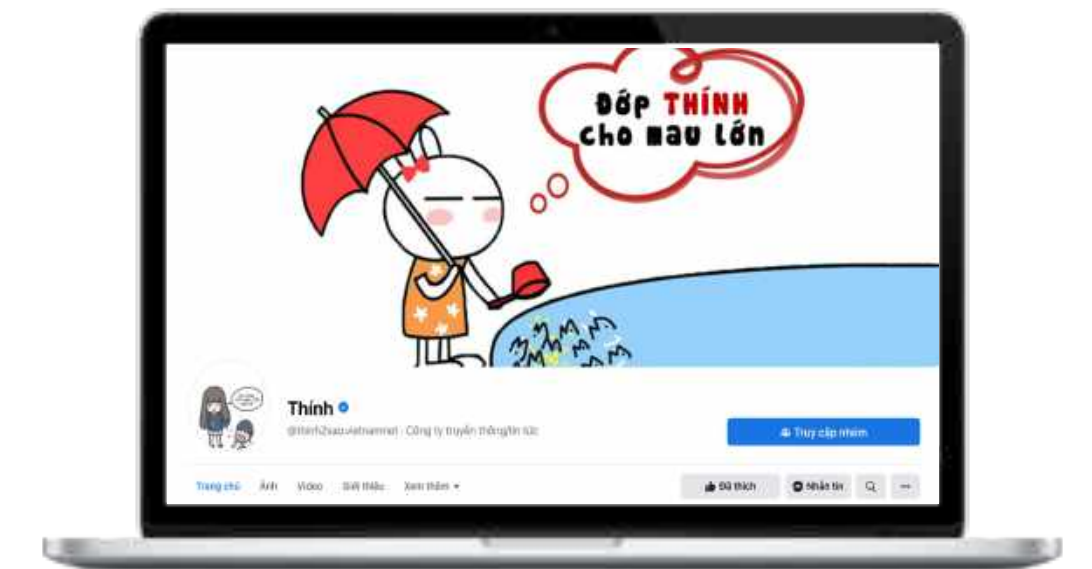 ĐỚP THÍNH
cho mau lớn
Thính
@thinh2sao.vietnamnet · Công ty truyền thông/tin tức
Truy cập nhóm
Trang chủ Ảnh Video Giới thiệu Xem thêm
Đã thích Nhắn tin